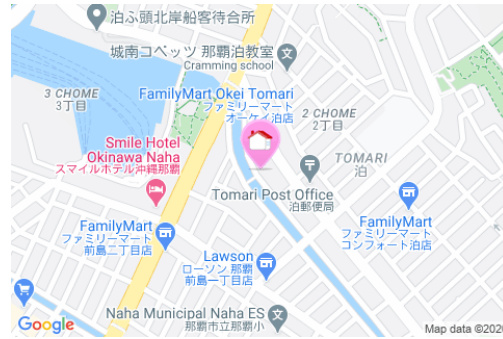 泊ふ頭北岸船客待合所
城南コベッツ 那覇泊教室
Cramming school
3 CHOME
3丁目
FamilyMart Okei Tomari
ファミリーマート
オーケイ泊店
2 CHOME
2丁目
Smile Hotel
Okinawa Naha
スマイルホテル沖縄那覇
TOMARI
泊
Tomari Post Office
泊郵便局
FamilyMart
ファミリーマート
前島二丁目店
FamilyMart
ファミリーマート
コンフォート泊店
Lawson
ローソン 那覇
前島一丁目店
Naha Municipal Naha ES
那覇市立那覇小
Google
Map data ©202